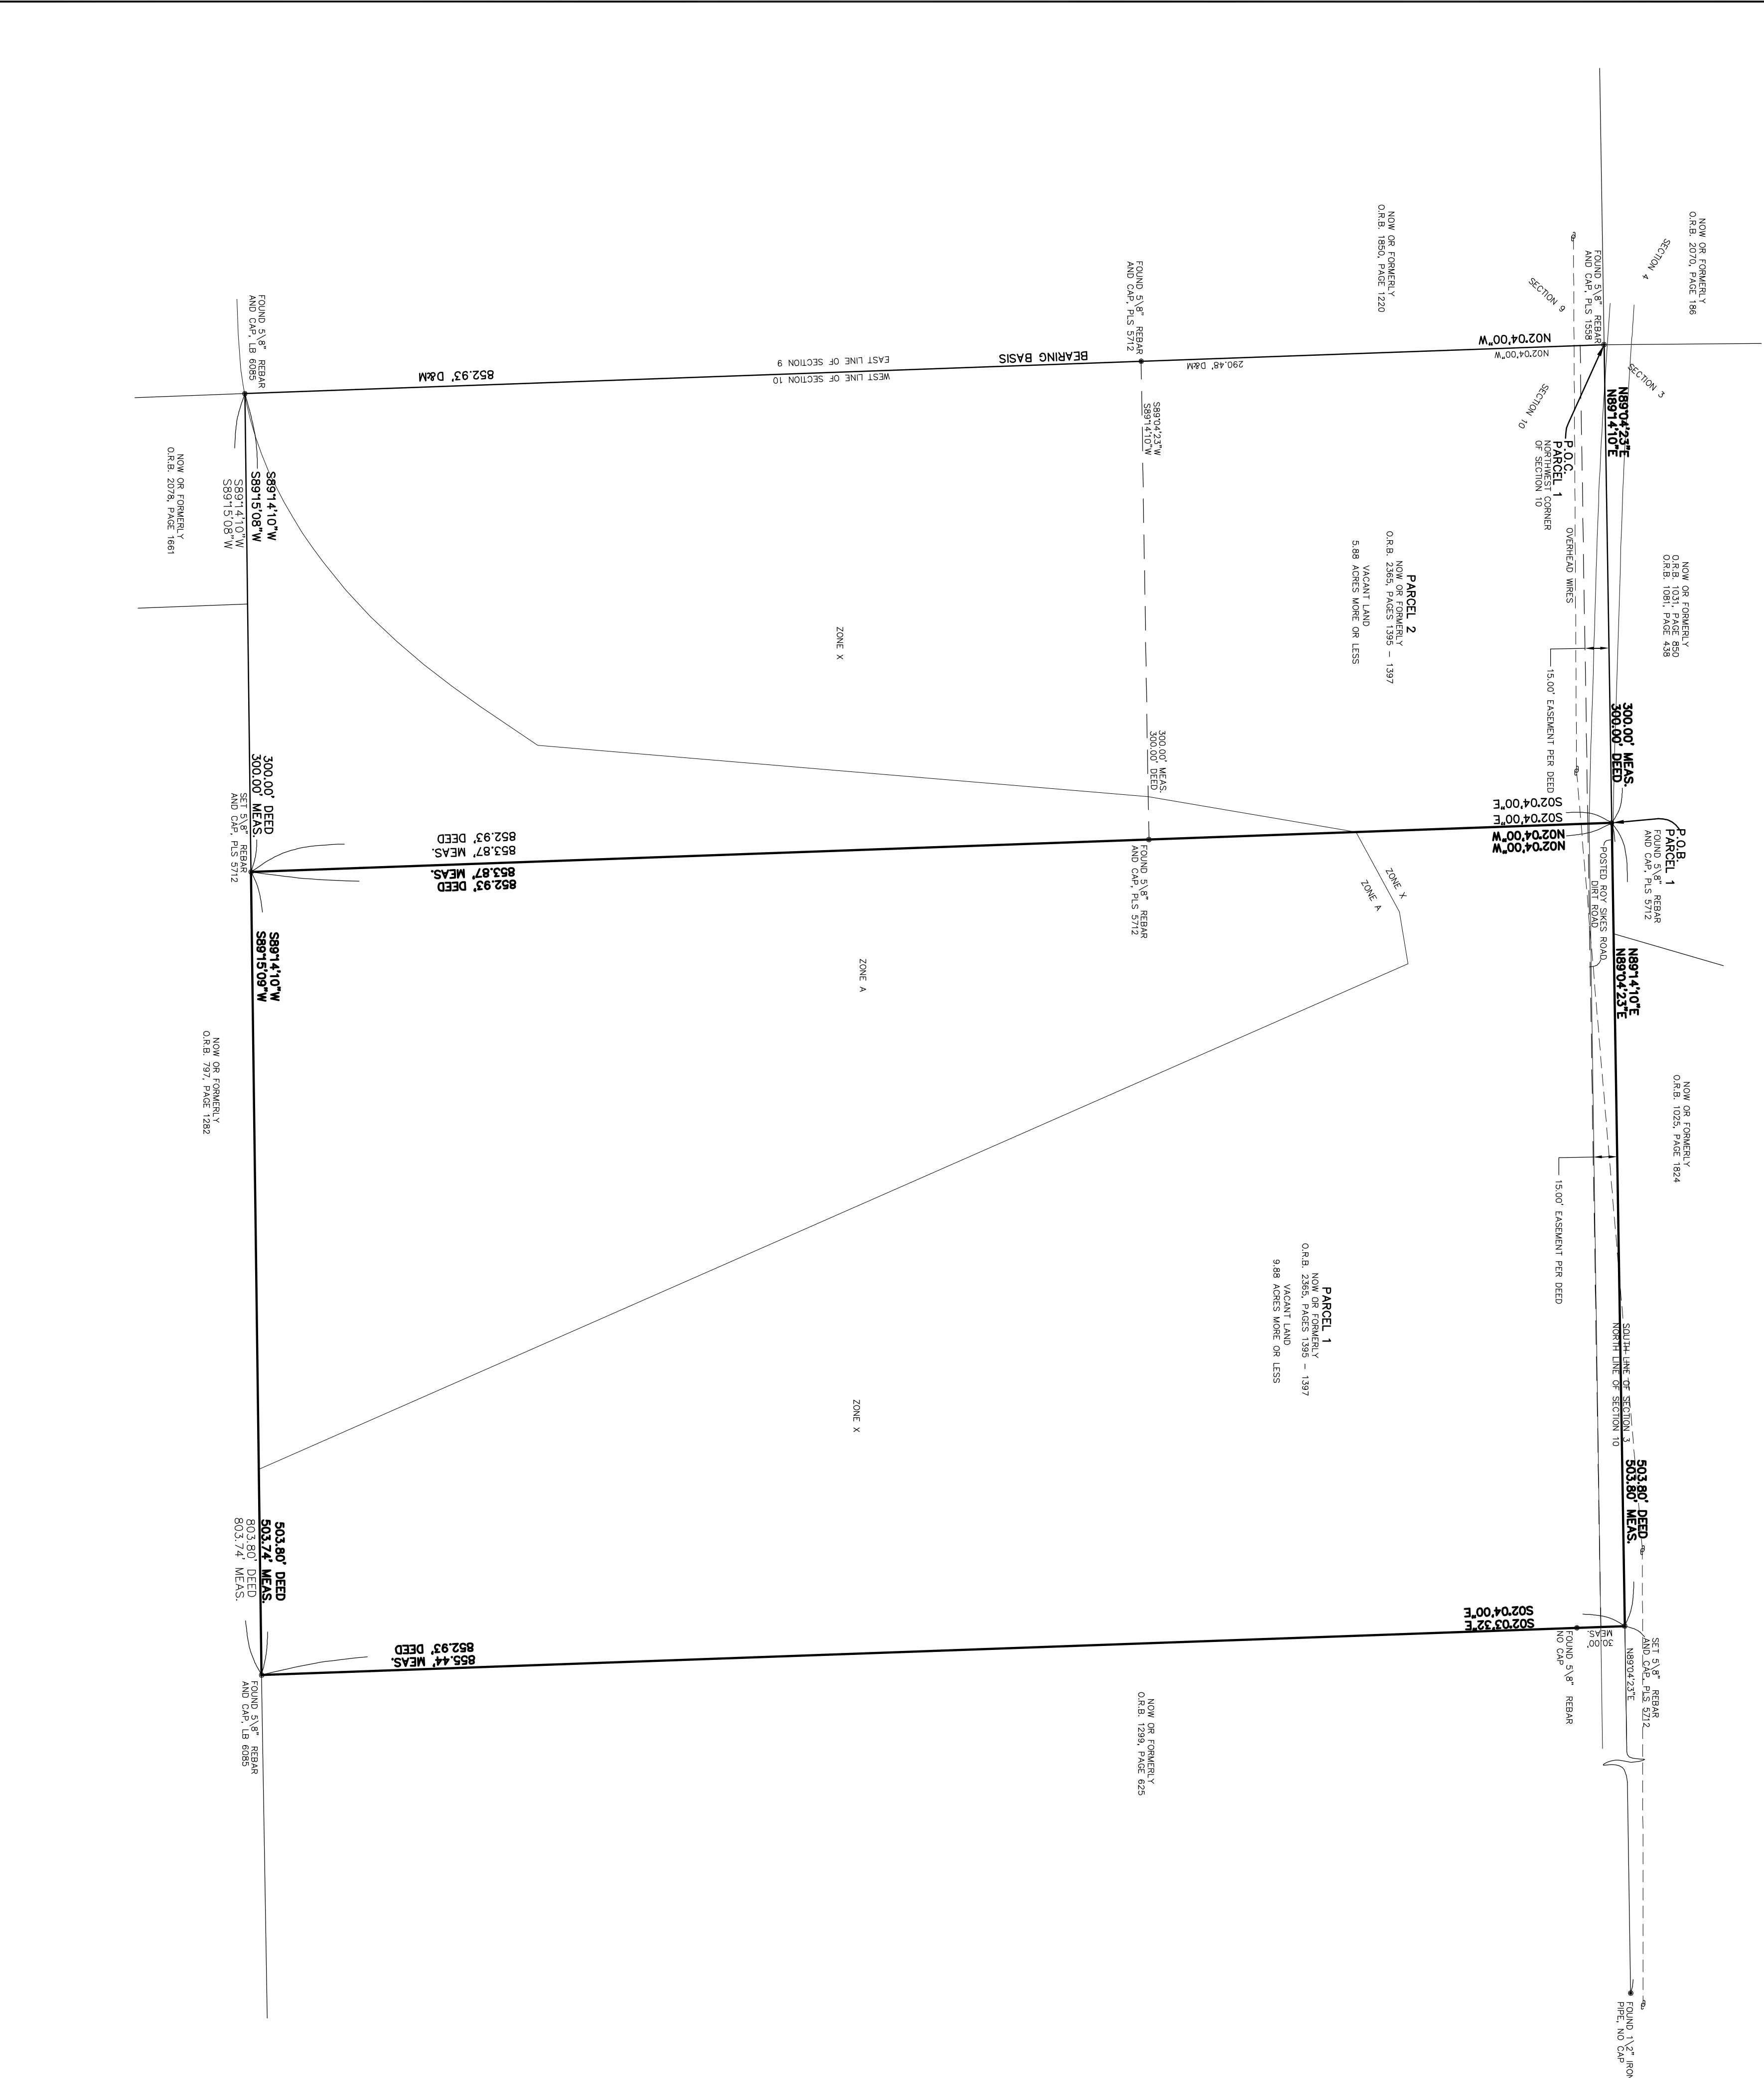 NOW OR FORMERLY
O.R.B. 2070, PAGE 186
SECTION 4
SECTION 9
SECTION 3
SECTION 10
FOUND 5\8" REBAR
AND CAP, PLS 1558
NOW OR FORMERLY
O.R.B. 1850, PAGE 1220
N02°04'00"W
N02°04'00"W
290.48' D&M
FOUND 5\8" REBAR
AND CAP, PLS 5712
BEARING BASIS
EAST LINE OF SECTION 9
WEST LINE OF SECTION 10
852.93' D&M
FOUND 5\8" REBAR
AND CAP, LB 6085
N89°04'23"E
N89°14'10"E
P.O.C.
PARCEL 1
NORTHWEST CORNER
OF SECTION 10
OVERHEAD WIRES
NOW OR FORMERLY
O.R.B. 1031, PAGE 850
O.R.B. 1081, PAGE 438
S89°04'23"W
S89°14'10"W
PARCEL 2
NOW OR FORMERLY
O.R.B. 2365, PAGES 1395 - 1397
VACANT LAND
5.88 ACRES MORE OR LESS
15.00' EASEMENT PER DEED
300.00' MEAS.
300.00' DEED
ZONE X
S89°14'10"W
S89°15'08"W
S89°14'10"W
S89°15'08"W
NOW OR FORMERLY
O.R.B. 2078, PAGE 1661
300.00' MEAS.
300.00' DEED
300.00' DEED
300.00' MEAS.
SET 5\8" REBAR
AND CAP, PLS 5712
P.O.B.
PARCEL 1
FOUND 5\8" REBAR
AND CAP, PLS 5712
S02°04'00"E
S02°04'00"E
N02°04'00"W
N02°04'00"W
852.93' DEED
853.87' MEAS.
853.87' MEAS.
852.93' DEED
POSTED ROY SIKES ROAD
DIRT ROAD
FOUND 5\8" REBAR
AND CAP, PLS 5712
ZONE X
ZONE A
ZONE A
N89°14'10"E
N89°04'23"E
S89°14'10"W
S89°15'09"W
NOW OR FORMERLY
O.R.B. 797, PAGE 1282
NOW OR FORMERLY
O.R.B. 1025, PAGE 1824
15.00' EASEMENT PER DEED
PARCEL 1
NOW OR FORMERLY
O.R.B. 2365, PAGES 1395 - 1397
VACANT LAND
9.88 ACRES MORE OR LESS
SOUTH LINE OF SECTION 3
NORTH LINE OF SECTION 10
ZONE X
503.80' DEED
503.80' MEAS.
503.80' DEED
503.74' MEAS.
803.80' DEED
803.74' MEAS.
S02°04'00"E
S02°03'32"E
852.93' DEED
855.44' MEAS.
30.00'
MEAS.
N89°04'23"E
SET 5\8" REBAR
AND CAP, PLS 5712
FOUND 5\8" REBAR
NO CAP
FOUND 5\8" REBAR
AND CAP, LB 6085
NOW OR FORMERLY
O.R.B. 1299, PAGE 625
FOUND 1\2" IRON
PIPE, NO CAP